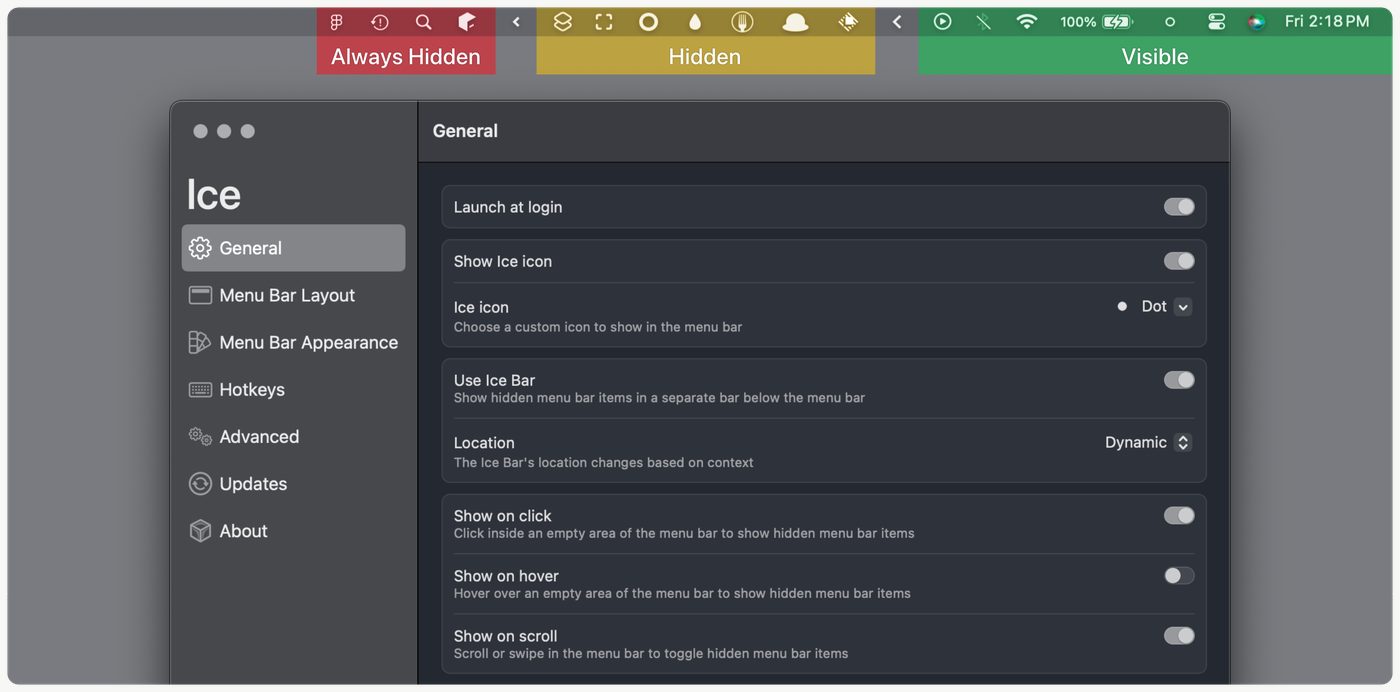 100%
Fri 2:18 PM
Always Hidden
Hidden
Visible
Ice
General
Menu Bar Layout
Menu Bar Appearance
Hotkeys
Advanced
Updates
About
General
Launch at login
Show Ice icon
Ice icon
Dot
Choose a custom icon to show in the menu bar
Use Ice Bar
Show hidden menu bar items in a separate bar below the menu bar
Location
Dynamic
The Ice Bar's location changes based on context
Show on click
Click inside an empty area of the menu bar to show hidden menu bar items
Show on hover
Hover over an empty area of the menu bar to show hidden menu bar items
Show on scroll
Scroll or swipe in the menu bar to toggle hidden menu bar items